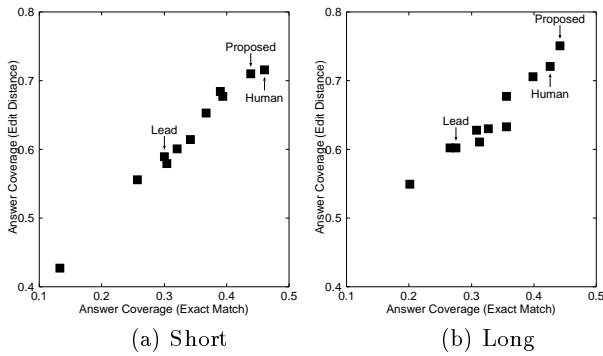 0.8
0.7
0.6
0.5
0.4
Answer Coverage (Edit Distance)
Proposed
Human
Lead
0.1 0.2 0.3 0.4 0.5
Answer Coverage (Exact Match)
(a) Short
0.8
0.7
0.6
0.5
0.4
Answer Coverage (Edit Distance)
Proposed
Human
Lead
0.1 0.2 0.3 0.4 0.5
Answer Coverage (Exact Match)
(b) Long